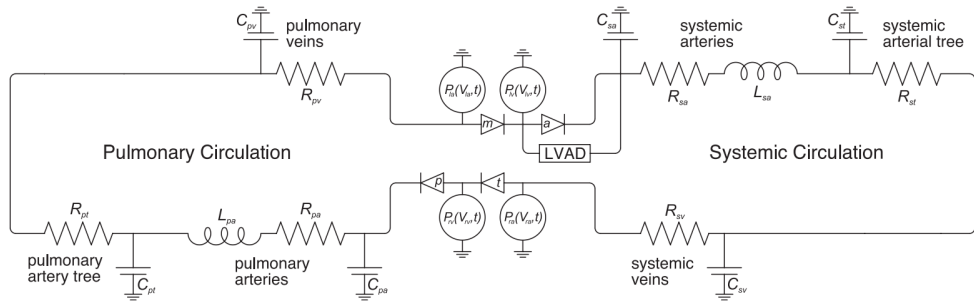 C_pv
pulmonary
veins
R_pv
P_la(V_la,t)
P_lv(V_lv,t)
m
a
LVAD
C_sa
systemic
arteries
R_sa
L_sa
C_st
systemic
arterial tree
R_st
Pulmonary Circulation
Systemic Circulation
R_pt
pulmonary
artery tree
C_pt
L_pa
R_pa
pulmonary
arteries
C_pa
p
t
P_rv(V_rv,t)
P_ra(V_ra,t)
R_sv
systemic
veins
C_sv